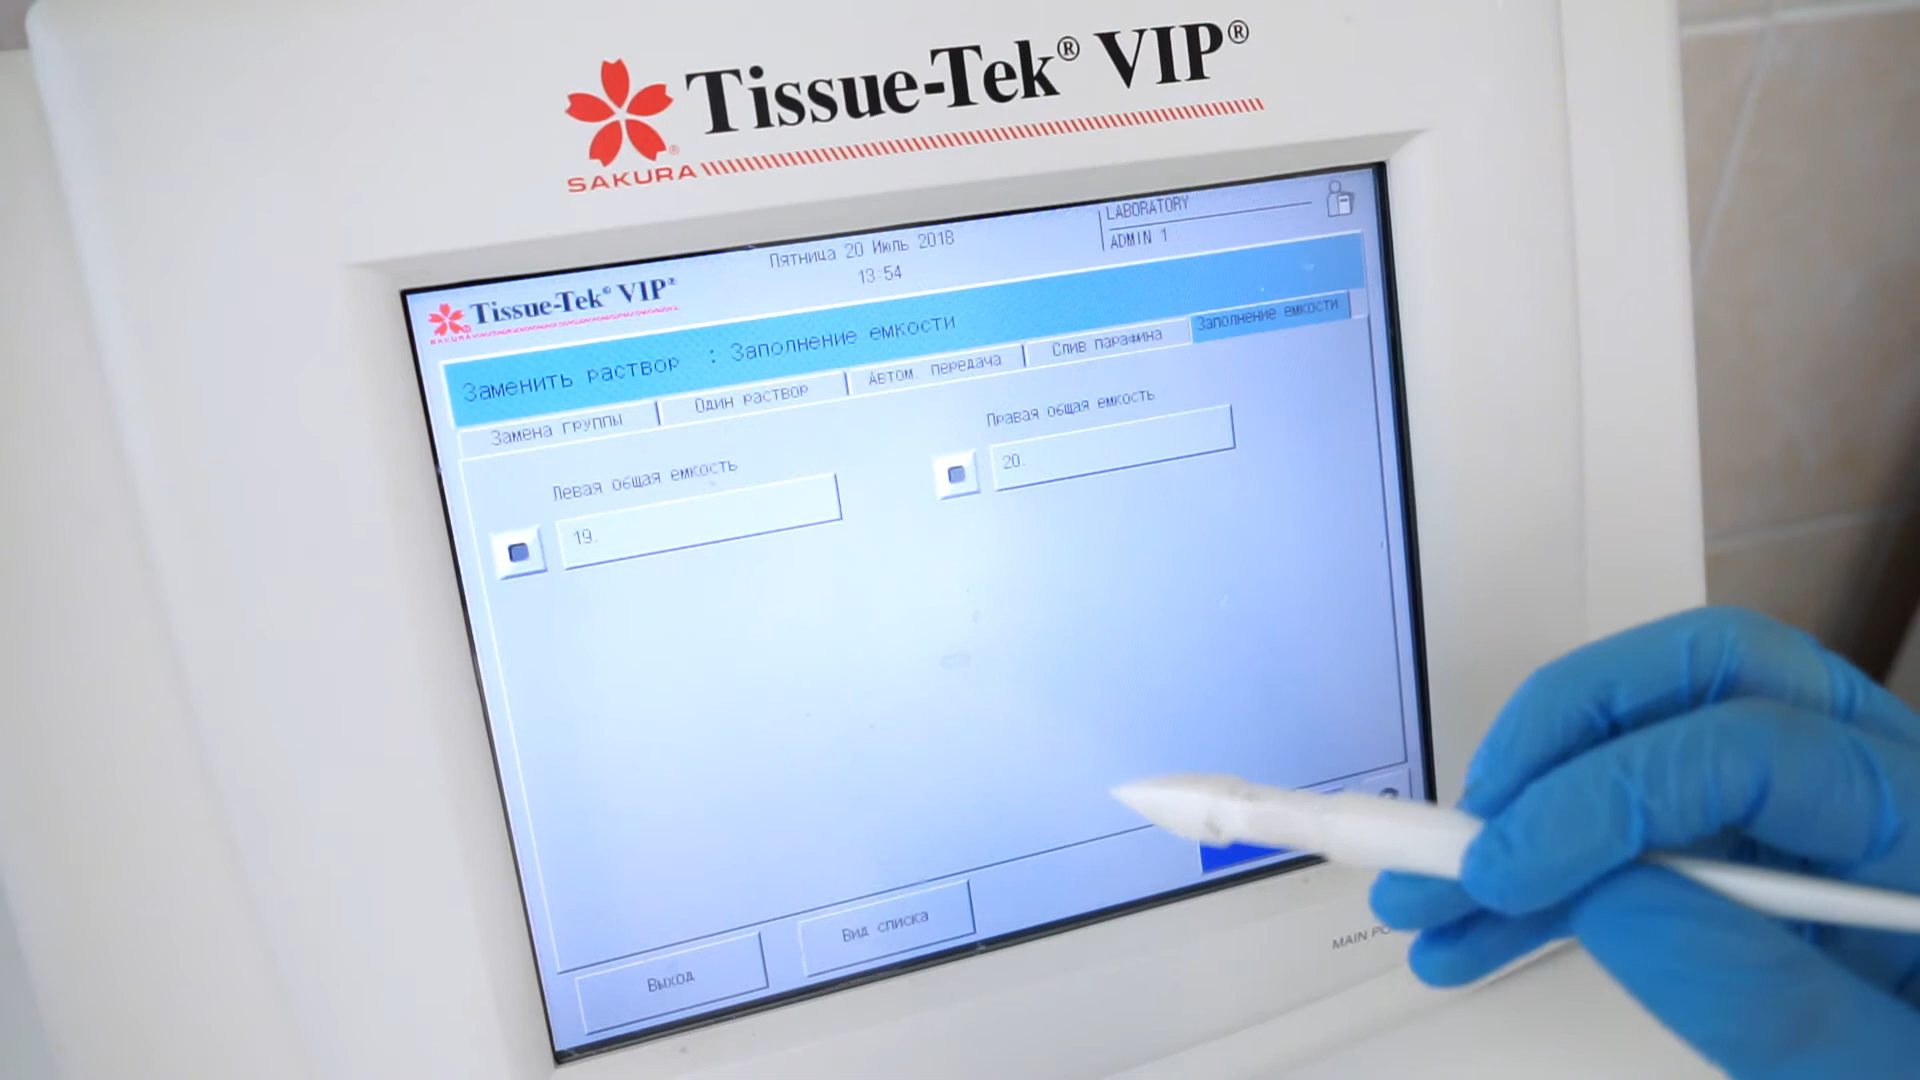 Tissue-Tek® VIP®
SAKURA
LABORATORY
ADMIN 1
Пятница 20 Июль 2018
13:54
Tissue-Tek® VIP®
SAKURA
Заменить раствор : Заполнение емкости
Замена группы
Один раствор
Автом. передача
Слив парафина
Заполнение емкости
Левая общая емкость
19.
Правая общая емкость
20.
Выход
Вид списка
MAIN